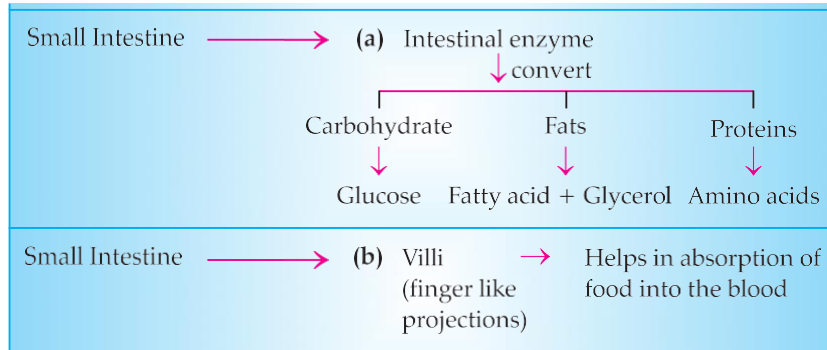 Small Intestine (a) Intestinal enzyme
convert
Carbohydrate Fats Proteins
Glucose Fatty acid + Glycerol Amino acids
Small Intestine (b) Villi Helps in absorption of
(finger like food into the blood
projections)